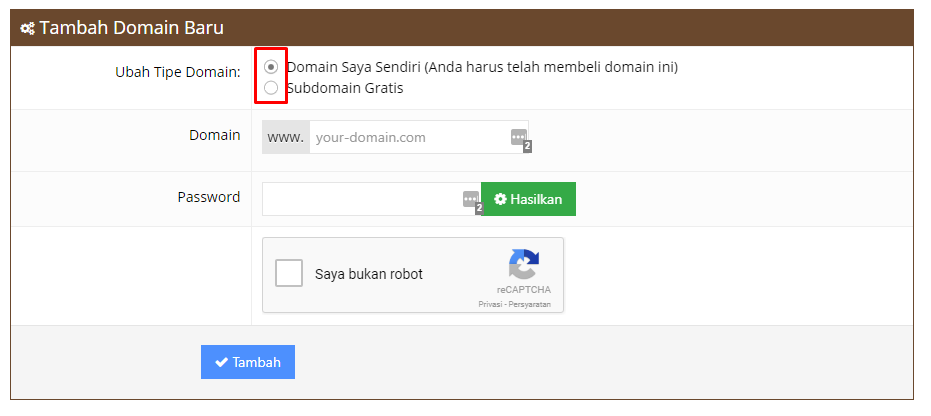 Tambah Domain Baru
Ubah Tipe Domain:
Domain Saya Sendiri (Anda harus telah membeli domain ini)
Subdomain Gratis
Domain
www. your-domain.com
2
Password
2
Hasilkan
Saya bukan robot
reCAPTCHA
Privasi - Persyaratan
Tambah